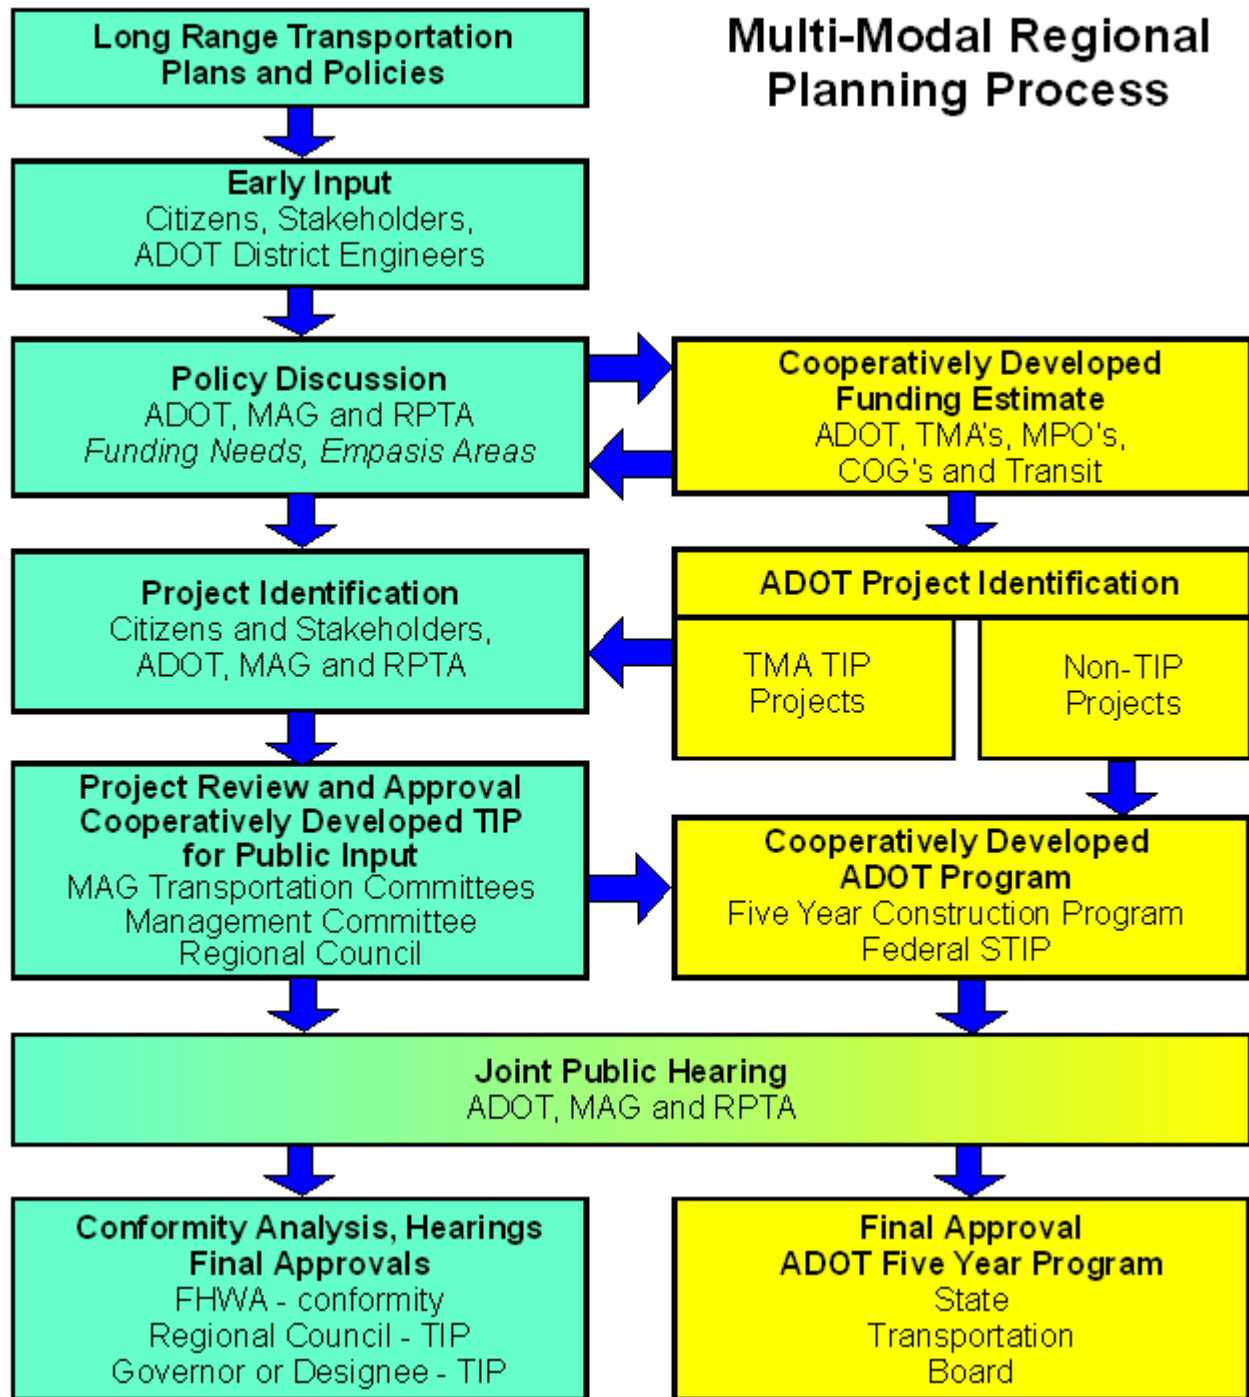 Multi-Modal Regional
Planning Process
Long Range Transportation
Plans and Policies
Early Input
Citizens, Stakeholders,
ADOT District Engineers
Policy Discussion
ADOT, MAG and RPTA
Funding Needs, Empasis Areas
Cooperatively Developed
Funding Estimate
ADOT, TMA's, MPO's,
COG's and Transit
Project Identification
Citizens and Stakeholders,
ADOT, MAG and RPTA
ADOT Project Identification
TMA TIP
Projects
Non-TIP
Projects
Project Review and Approval
Cooperatively Developed TIP
for Public Input
MAG Transportation Committees
Management Committee
Regional Council
Cooperatively Developed
ADOT Program
Five Year Construction Program
Federal STIP
Joint Public Hearing
ADOT, MAG and RPTA
Conformity Analysis, Hearings
Final Approvals
FHWA - conformity
Regional Council - TIP
Governor or Designee - TIP
Final Approval
ADOT Five Year Program
State
Transportation
Board